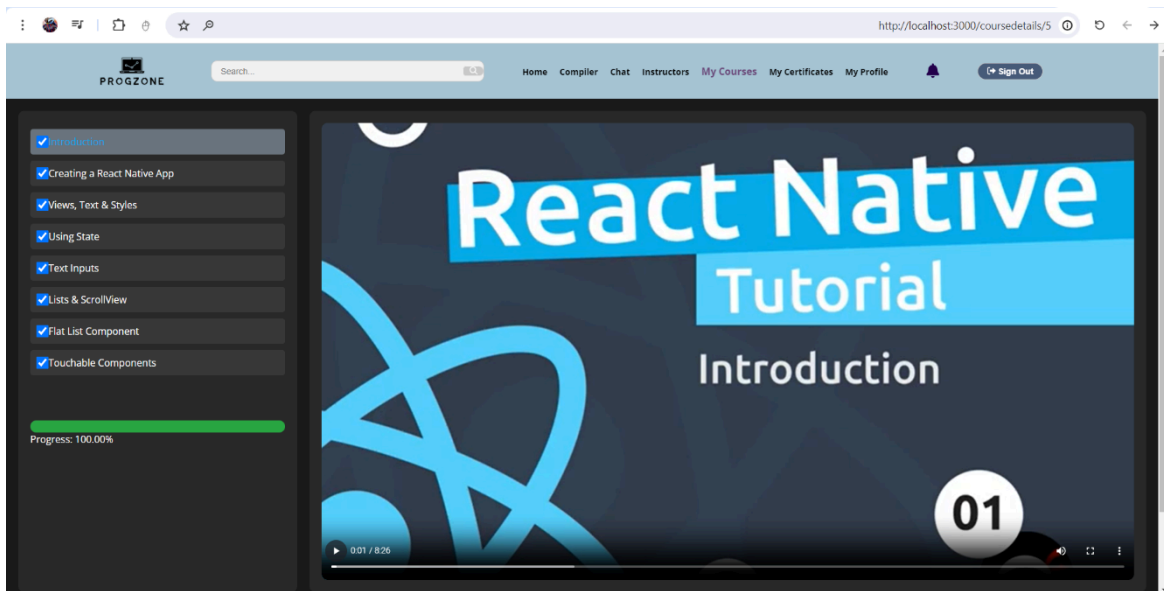 http://localhost:3000/coursedetails/5
PROGZONE
Search...
Home Compiler Chat Instructors My Courses My Certificates My Profile
Sign Out
Introduction
Creating a React Native App
Views, Text & Styles
Using State
Text Inputs
Lists & ScrollView
Flat List Component
Touchable Components
Progress: 100.00%
React Native
Tutorial
Introduction
01
0:01 / 8:26